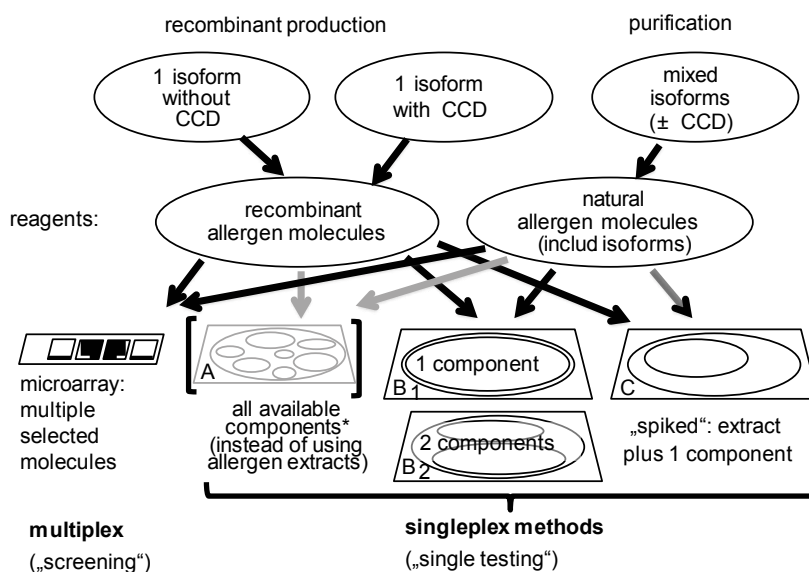 recombinant production
purification
1 isoform
without
CCD
1 isoform
with CCD
mixed
isoforms
(± CCD)
reagents:
recombinant
allergen molecules
natural
allergen molecules
(includ isoforms)
microarray:
multiple
selected
molecules
A
all available
components*
(instead of using
allergen extracts)
1 component
B1
2 components
B2
C
„spiked“: extract
plus 1 component
multiplex
(„screening“)
singleplex methods
(„single testing“)